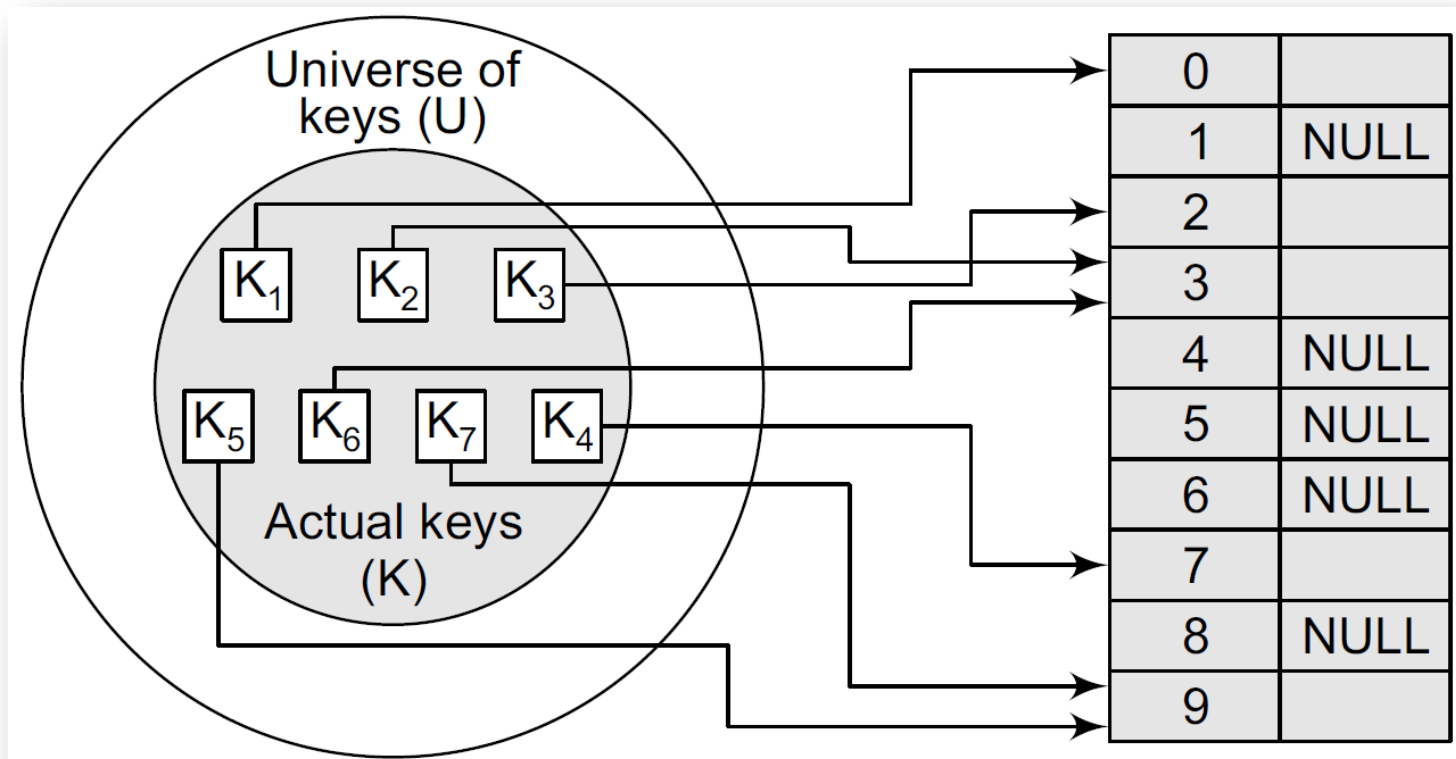 Universe of
keys (U)
K₁ K₂ K₃
K₅ K₆ K₇ K₄
Actual keys
(K)
0
1 NULL
2
3
4 NULL
5 NULL
6 NULL
7
8 NULL
9